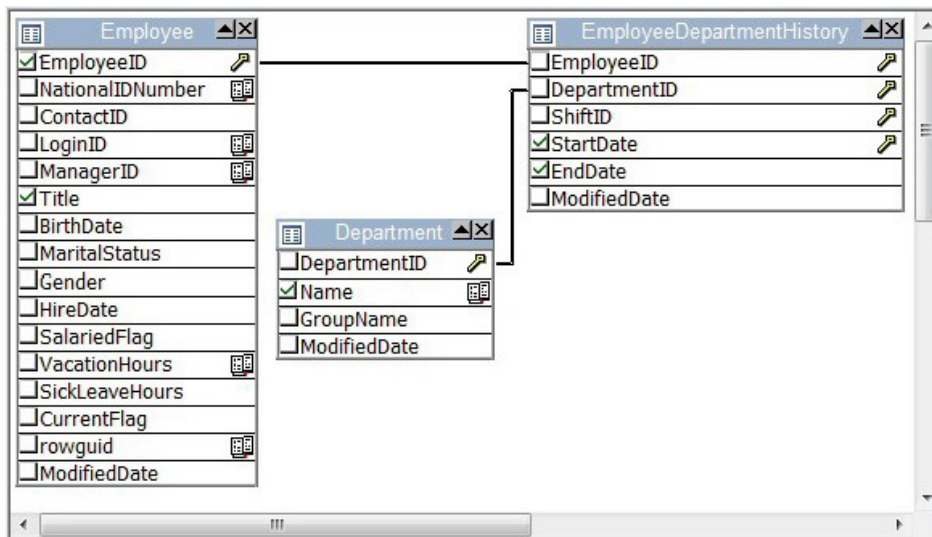 Employee
EmployeeID
NationalIDNumber
ContactID
LoginID
ManagerID
Title
BirthDate
MaritalStatus
Gender
HireDate
SalariedFlag
VacationHours
SickLeaveHours
CurrentFlag
rowguid
ModifiedDate
Department
DepartmentID
Name
GroupName
ModifiedDate
EmployeeDepartmentHistory
EmployeeID
DepartmentID
ShiftID
StartDate
EndDate
ModifiedDate